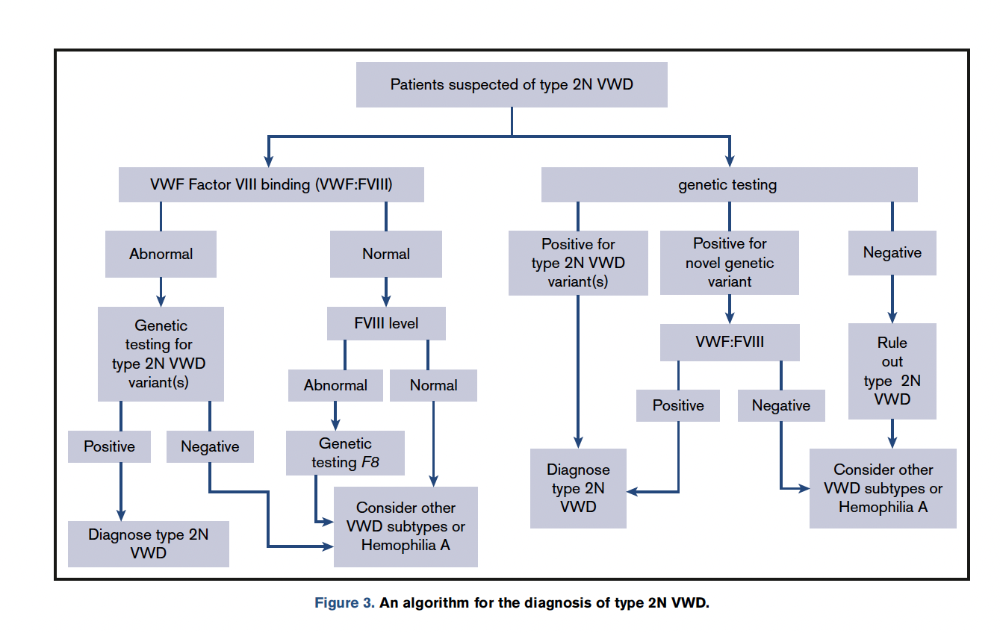 Patients suspected of type 2N VWD
VWF Factor VIII binding (VWF:FVIII)
genetic testing
Abnormal
Normal
Positive for
type 2N VWD
variant(s)
Positive for
novel genetic
variant
Negative
Genetic
testing for
type 2N VWD
variant(s)
FVIII level
VWF:FVIII
Rule
out
type 2N
VWD
Abnormal
Normal
Positive
Negative
Positive
Negative
Genetic
testing F8
Diagnose
type 2N
VWD
Consider other
VWD subtypes or
Hemophilia A
Diagnose type 2N
VWD
Consider other
VWD subtypes or
Hemophilia A
Figure 3. An algorithm for the diagnosis of type 2N VWD.